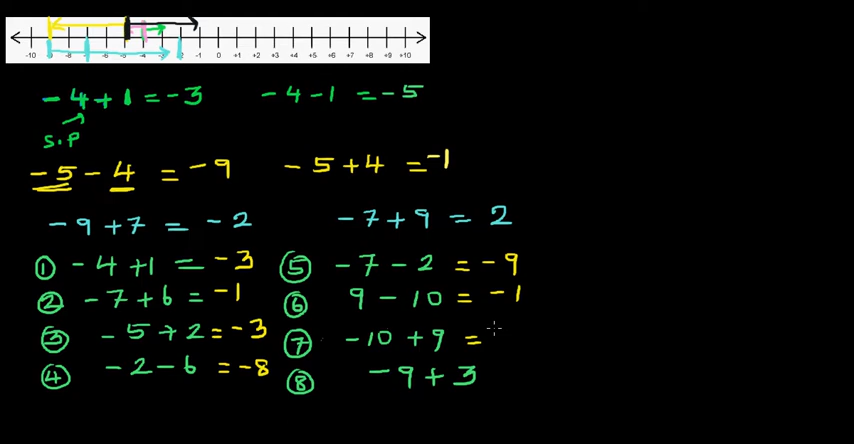 -10 -9 -8 -7 -6 -5 -4 -3 -2 -1 0 +1 +2 +3 +4 +5 +6 +7 +8 +9 +10
-4+1=-3 -4-1=-5
S.P
-5-4=-9 -5+4=-1
-9+7=-2 -7+9=2
① -4+1=-3 ⑤ -7-2=-9
② -7+6=-1 ⑥ 9-10=-1
③ -5+2=-3 ⑦ -10+9=
④ -2-6=-8 ⑧ -9+3